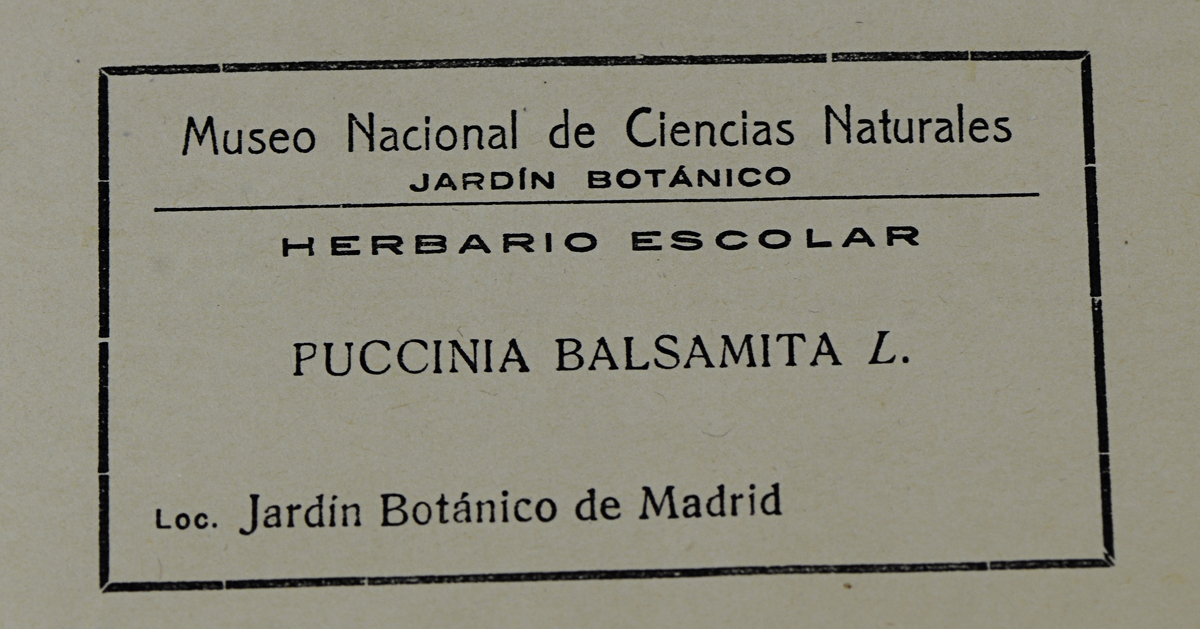 Museo Nacional de Ciencias Naturales
JARDÍN BOTÁNICO
HERBARIO ESCOLAR
PUCCINIA BALSAMITA L.
Loc. Jardín Botánico de Madrid